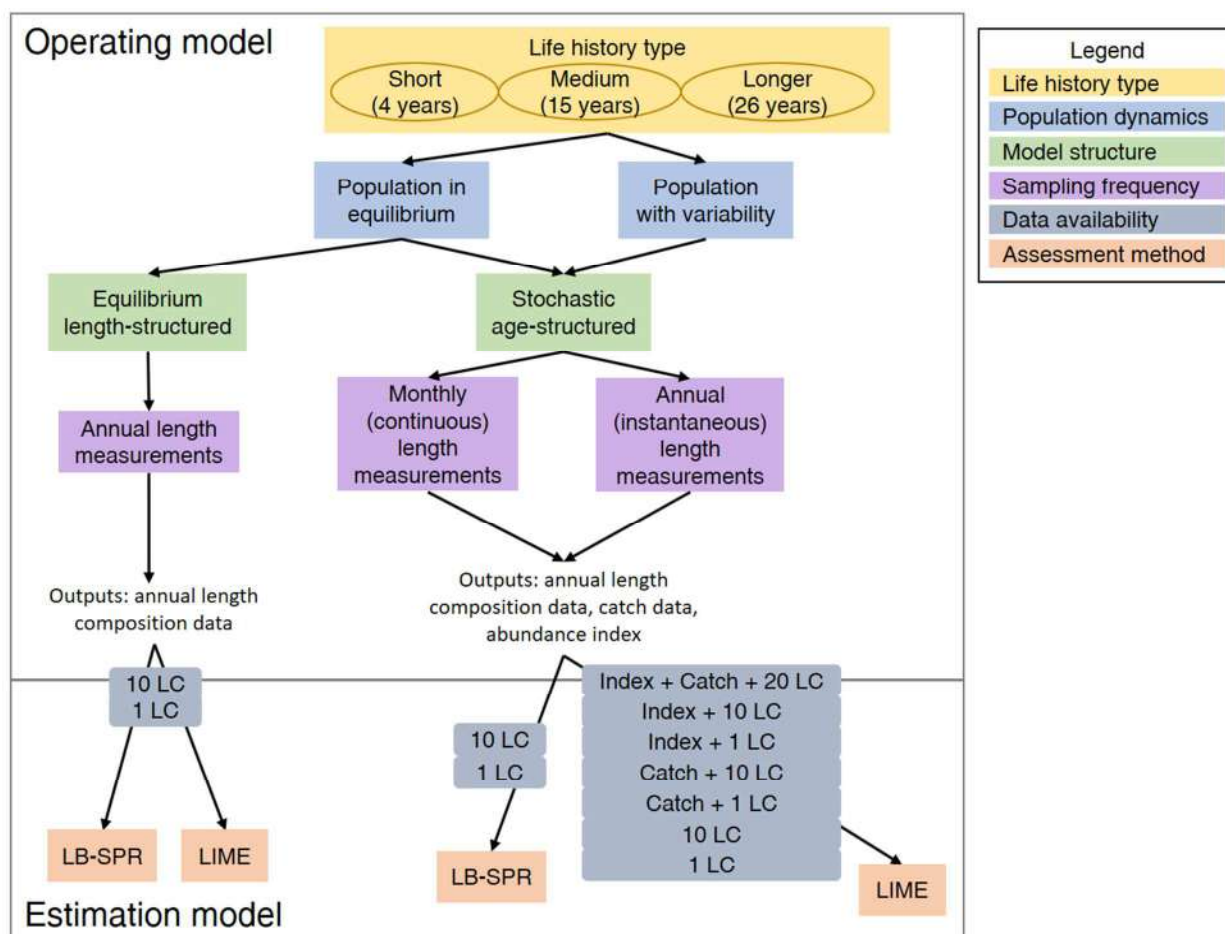 Operating model
Life history type
Short
(4 years)
Medium
(15 years)
Longer
(26 years)
Population in
equilibrium
Population
with variability
Equilibrium
length-structured
Stochastic
age-structured
Annual length
measurements
Monthly
(continuous)
length
measurements
Annual
(instantaneous)
length
measurements
Outputs: annual length
composition data
Outputs: annual length
composition data, catch data,
abundance index
10 LC
1 LC
10 LC
1 LC
Index + Catch + 20 LC
Index + 10 LC
Index + 1 LC
Catch + 10 LC
Catch + 1 LC
10 LC
1 LC
LB-SPR
LIME
LB-SPR
LIME
Estimation model
Legend
Life history type
Population dynamics
Model structure
Sampling frequency
Data availability
Assessment method